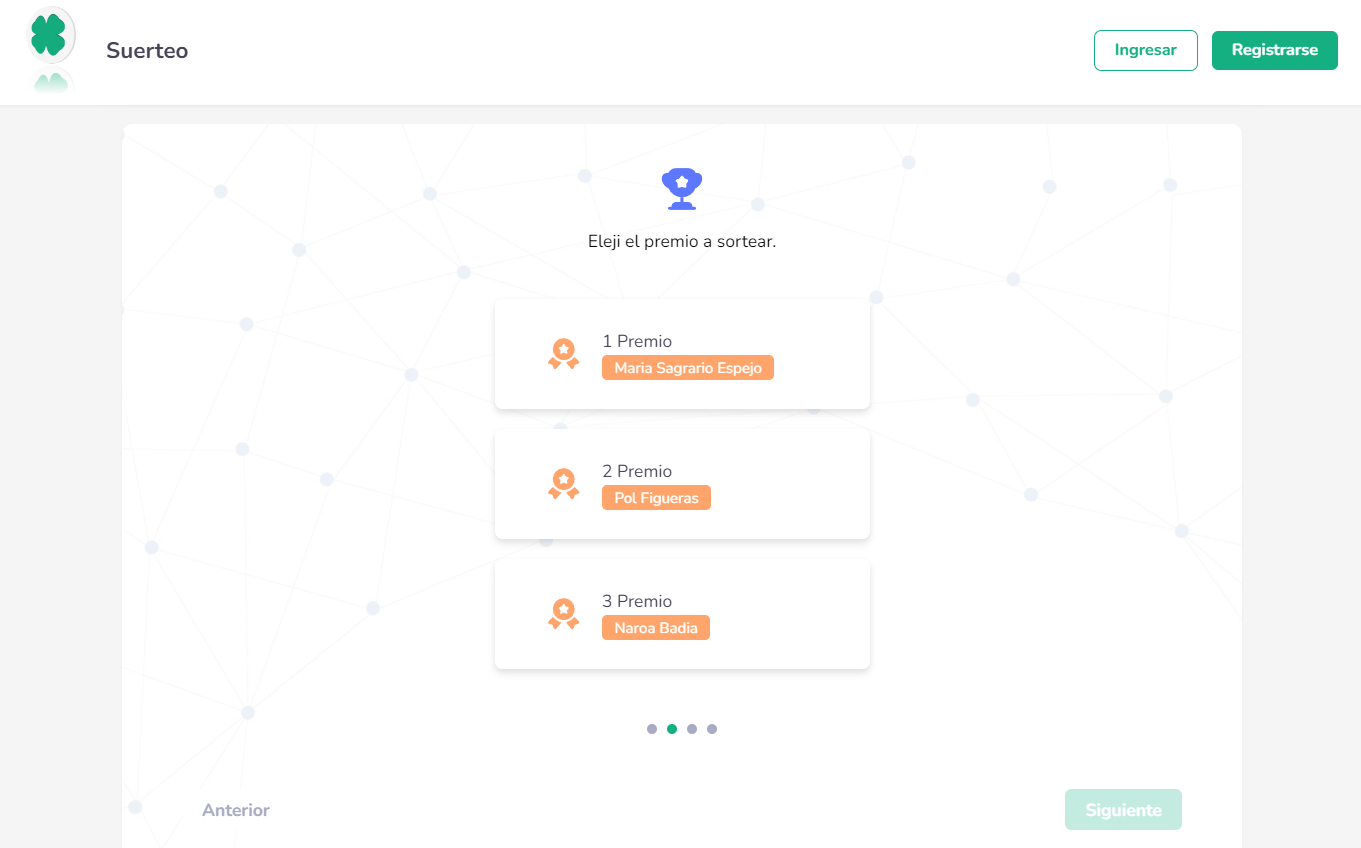 Suerteo
Ingresar
Registrarse
Eleji el premio a sortear.
1 Premio
Maria Sagrario Espejo
2 Premio
Pol Figueras
3 Premio
Naroa Badia
Anterior
Siguiente